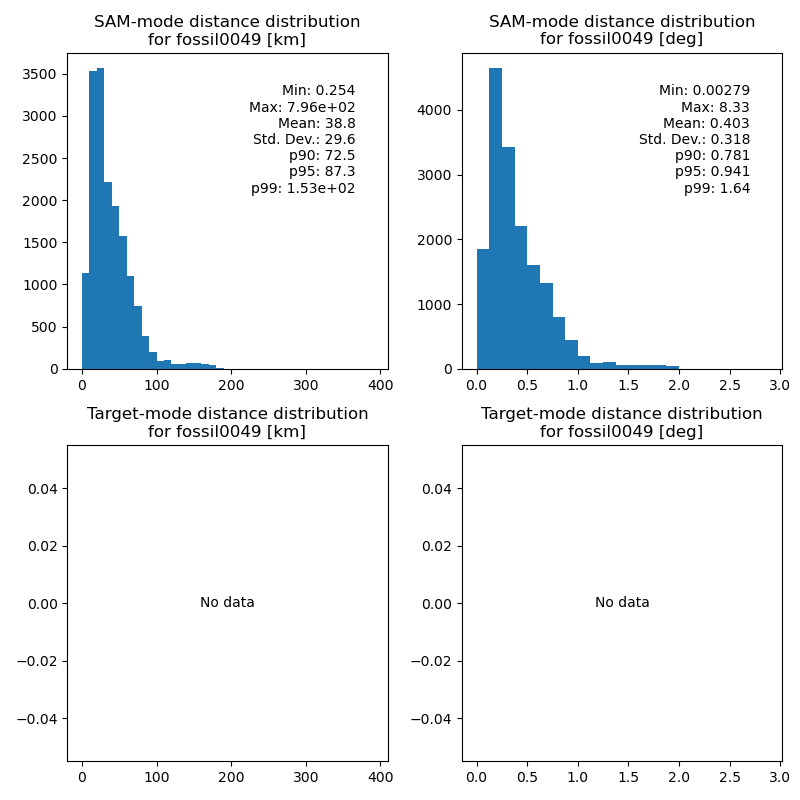 SAM-mode distance distribution
for fossil0049 [km]
3500
3000
2500
2000
1500
1000
500
0
Min: 0.254
Max: 7.96e+02
Mean: 38.8
Std. Dev.: 29.6
p90: 72.5
p95: 87.3
p99: 1.53e+02
0 100 200 300 400
SAM-mode distance distribution
for fossil0049 [deg]
4000
3000
2000
1000
0
Min: 0.00279
Max: 8.33
Mean: 0.403
Std. Dev.: 0.318
p90: 0.781
p95: 0.941
p99: 1.64
0.0 0.5 1.0 1.5 2.0 2.5 3.0
Target-mode distance distribution
for fossil0049 [km]
0.04
0.02
0.00
−0.02
−0.04
No data
0 100 200 300 400
Target-mode distance distribution
for fossil0049 [deg]
0.04
0.02
0.00
−0.02
−0.04
No data
0.0 0.5 1.0 1.5 2.0 2.5 3.0